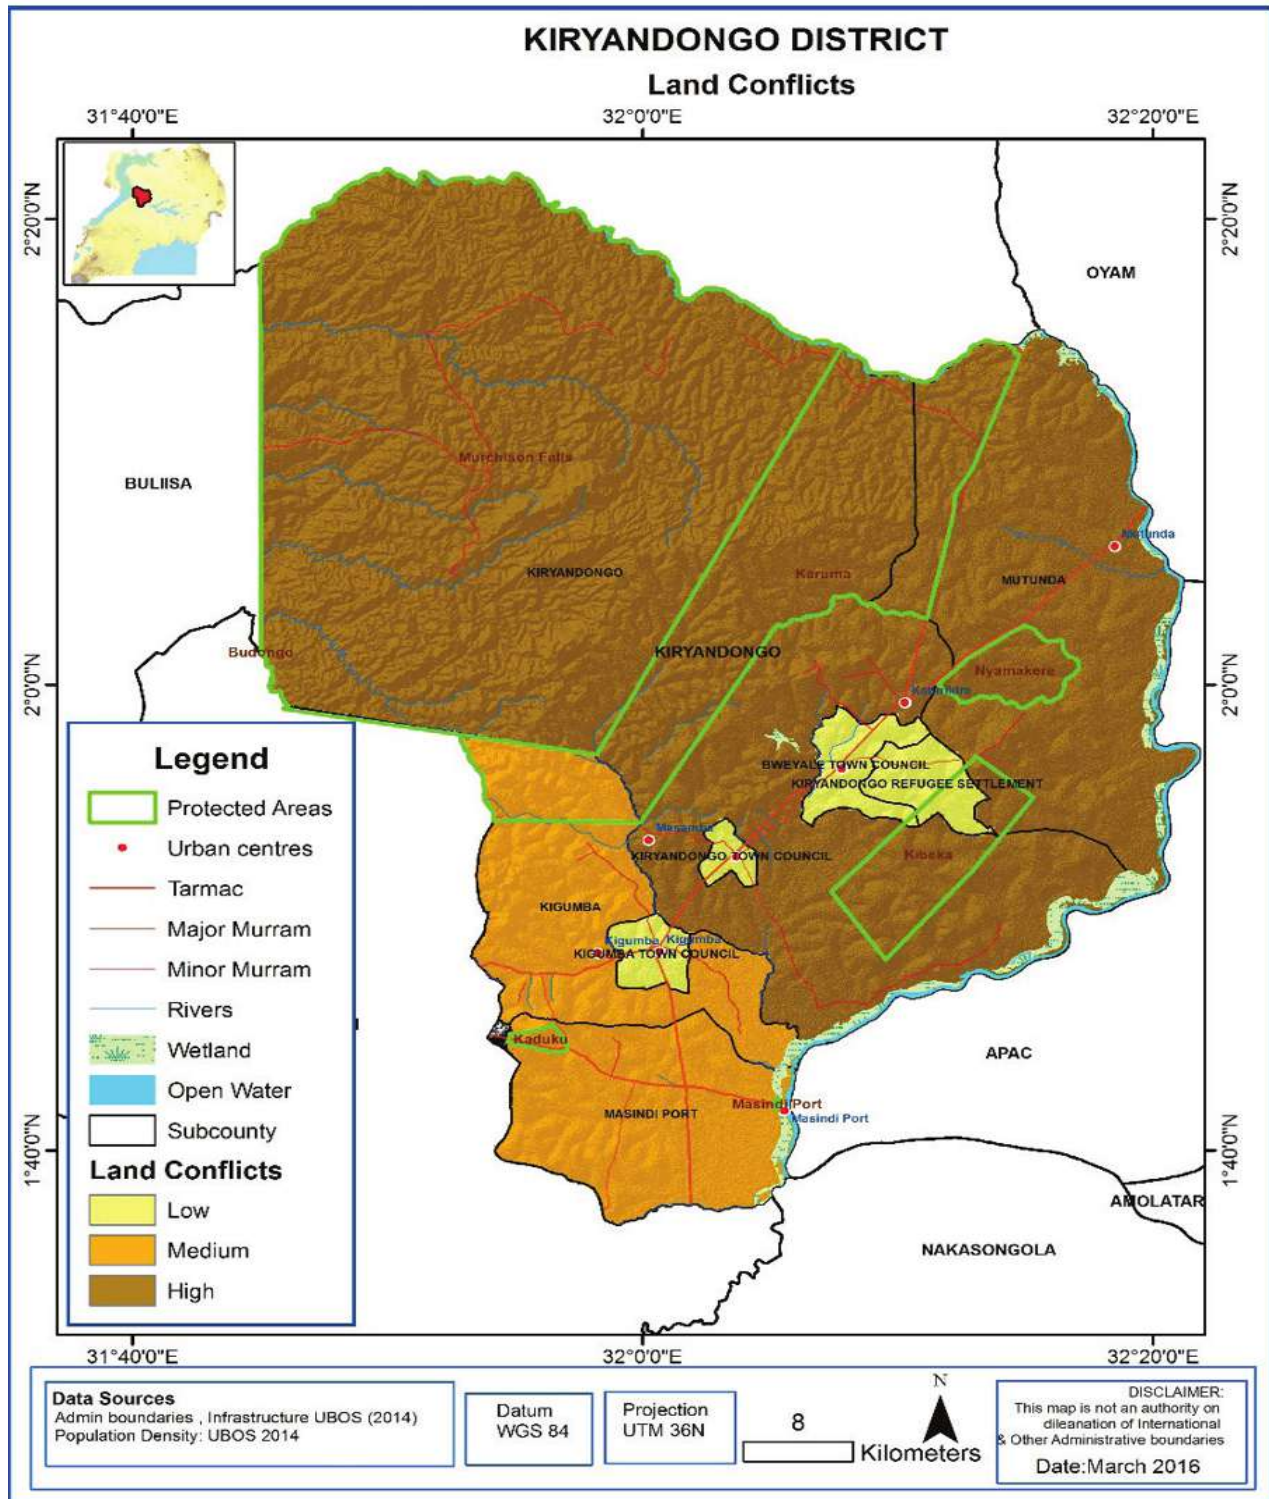 KIRYANDONGO DISTRICT
Land Conflicts
31°40'0"E
32°0'0"E
32°20'0"E
2°20'0"N
2°20'0"N
OYAM
BULIISA
Murchison Falls
Mutunda
KIRYANDONGO
Karuma
MUTUNDA
Budongo
KIRYANDONGO
Nyamakere
2°0'0"N
2°0'0"N
BWEYALE TOWN COUNCIL
KIRYANDONGO REFUGEE SETTLEMENT
Masamba
KIRYANDONGO TOWN COUNCIL
Kibeka
KIGUMBA
Kigumba
Kigumba
KIGUMBA TOWN COUNCIL
Kaduku
APAC
MASINDI PORT
Masindi Port
Masindi Port
1°40'0"N
1°40'0"N
AMOLATAR
NAKASONGOLA
Legend
Protected Areas
Urban centres
Tarmac
Major Murram
Minor Murram
Rivers
Wetland
Open Water
Subcounty
Land Conflicts
Low
Medium
High
31°40'0"E
32°0'0"E
32°20'0"E
Data Sources
Admin boundaries , Infrastructure UBOS (2014)
Population Density: UBOS 2014
Datum
WGS 84
Projection
UTM 36N
8
Kilometers
N
DISCLAIMER:
This map is not an authority on
dileanation of International
& Other Administrative boundaries
Date:March 2016